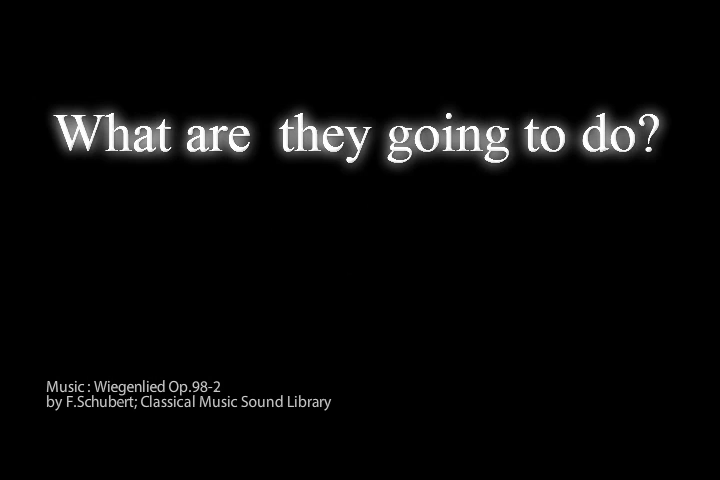 What are  they going to do?
Music : Wiegenlied Op.98-2
by F.Schubert; Classical Music Sound Library